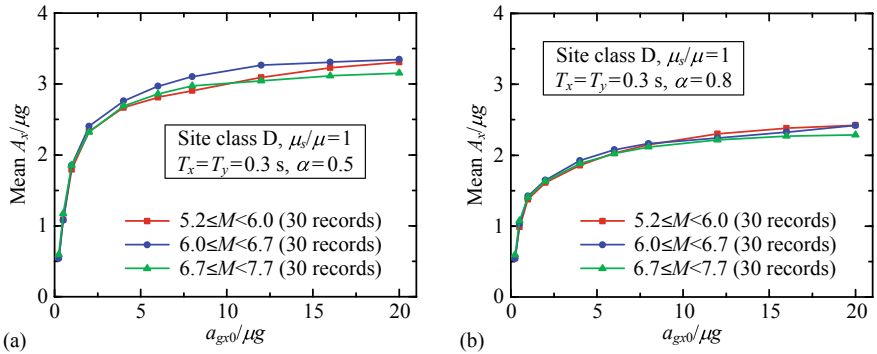 4
3
2
1
0
Mean Aₓ/μg
Site class D, μₛ/μ=1
Tₓ=Tᵧ=0.3 s, α=0.5
5.2≤M<6.0 (30 records)
6.0≤M<6.7 (30 records)
6.7≤M<7.7 (30 records)
0 5 10 15 20
a_gx0/μg
(a)
4
3
2
1
0
Mean Aₓ/μg
Site class D, μₛ/μ=1
Tₓ=Tᵧ=0.3 s, α=0.8
5.2≤M<6.0 (30 records)
6.0≤M<6.7 (30 records)
6.7≤M<7.7 (30 records)
0 5 10 15 20
a_gx0/μg
(b)